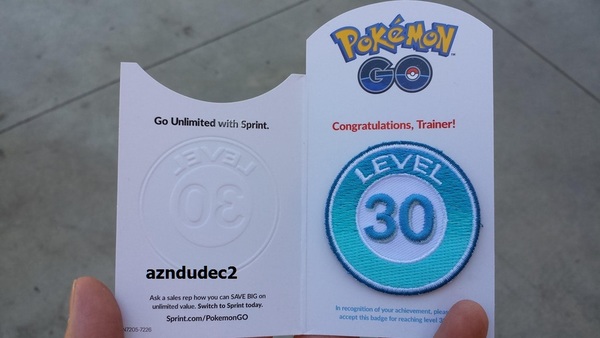 Go Unlimited with Sprint.
LEVEL
30
azndudec2
Ask a sales rep how you can SAVE BIG on
unlimited value. Switch to Sprint today.
Sprint.com/PokemonGO
POKéMON
GO
Congratulations, Trainer!
LEVEL
30
In recognition of your achievement, please
accept this badge for reaching level